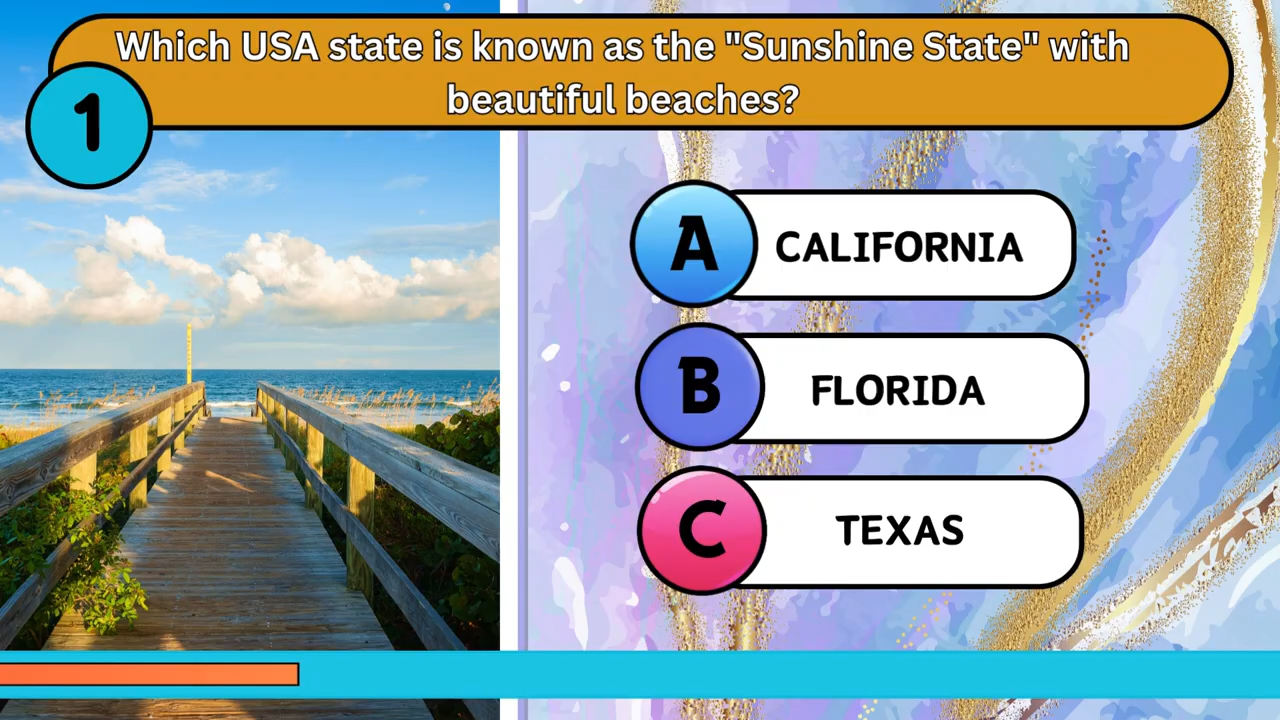 Which USA state is known as the "Sunshine State" with
beautiful beaches?
1
A CALIFORNIA
B FLORIDA
C TEXAS